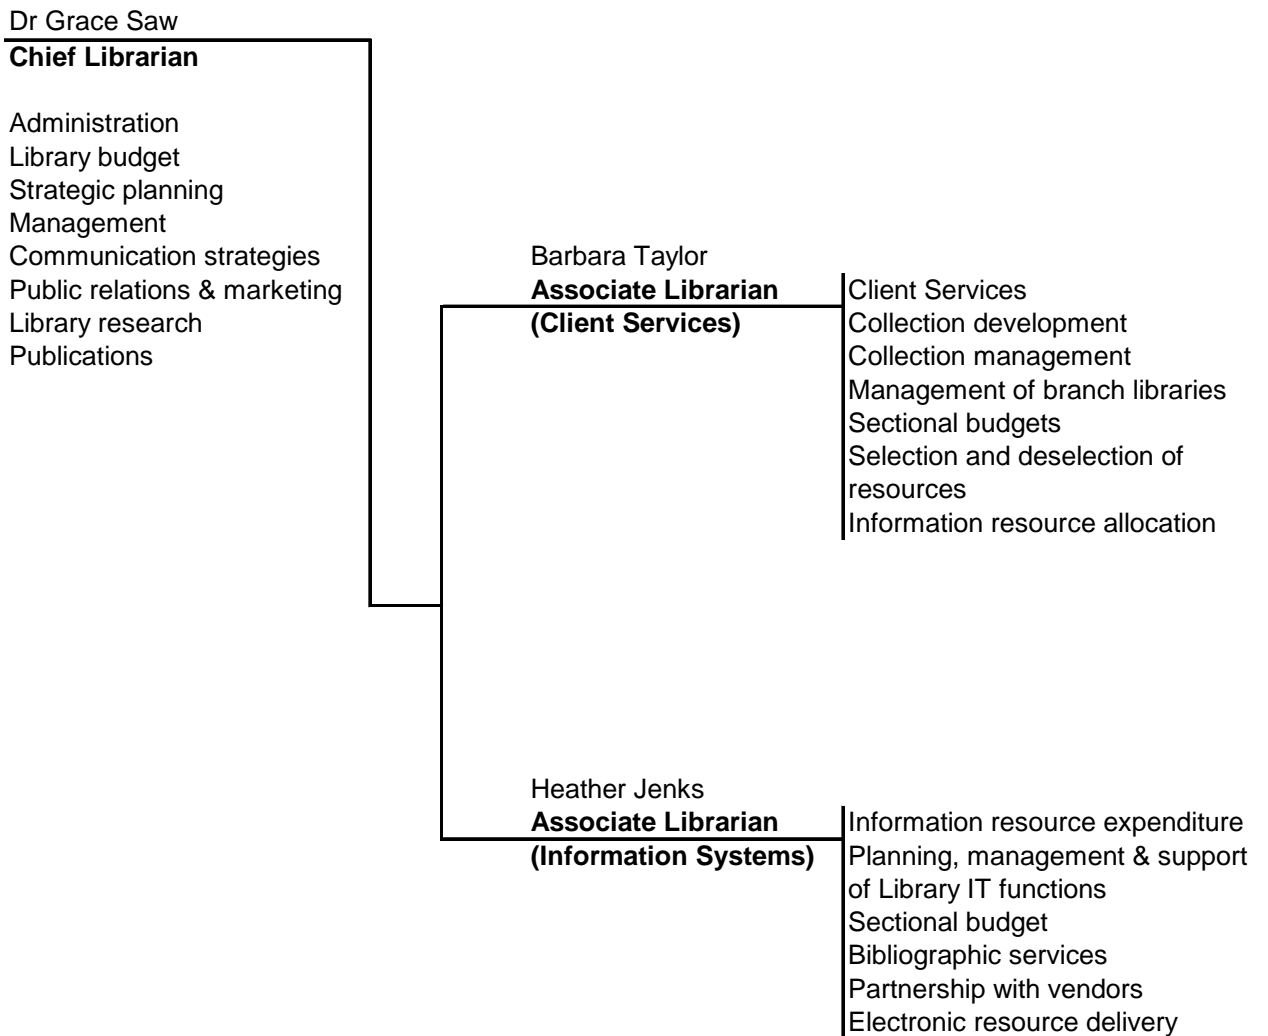 Dr Grace Saw
Chief Librarian
Administration
Library budget
Strategic planning
Management
Communication strategies
Public relations & marketing
Library research
Publications
Barbara Taylor
Associate Librarian
(Client Services)
Client Services
Collection development
Collection management
Management of branch libraries
Sectional budgets
Selection and deselection of
resources
Information resource allocation
Heather Jenks
Associate Librarian
(Information Systems)
Information resource expenditure
Planning, management & support
of Library IT functions
Sectional budget
Bibliographic services
Partnership with vendors
Electronic resource delivery